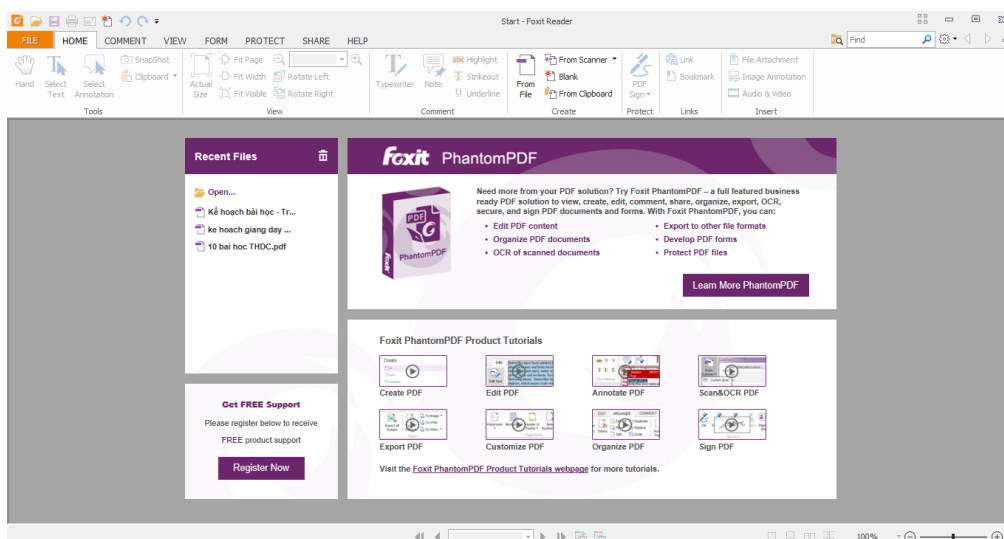 Start - Foxit Reader
FILE HOME COMMENT VIEW FORM PROTECT SHARE HELP
Find
Hand
Select Text
Select Annotation
SnapShot
Clipboard
Tools
Actual Size
Fit Page
Fit Width
Fit Visible
Rotate Left
Rotate Right
View
Typewriter
Note
Highlight
Strikeout
Underline
Comment
From File
From Scanner
Blank
From Clipboard
Create
PDF Sign
Protect
Link
Bookmark
Links
File Attachment
Image Annotation
Audio & Video
Insert
Recent Files
Open...
Kế hoạch bài học - Tr...
ke hoach giang day ...
10 bai hoc THDC.pdf
Get FREE Support
Please register below to receive
FREE product support
Register Now
Foxit PhantomPDF
PDF
PhantomPDF
Need more from your PDF solution? Try Foxit PhantomPDF – a full featured business
ready PDF solution to view, create, edit, comment, share, organize, export, OCR,
secure, and sign PDF documents and forms. With Foxit PhantomPDF, you can:
• Edit PDF content
• Organize PDF documents
• OCR of scanned documents
• Export to other file formats
• Develop PDF forms
• Protect PDF files
Learn More PhantomPDF
Foxit PhantomPDF Product Tutorials
Create PDF
Edit PDF
Annotate PDF
Scan&OCR PDF
Export PDF
Customize PDF
Organize PDF
Sign PDF
Visit the Foxit PhantomPDF Product Tutorials webpage for more tutorials.
100%